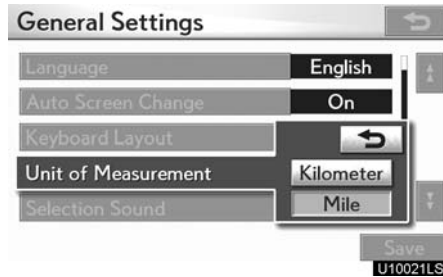 General Settings
Language English
Auto Screen Change On
Keyboard Layout
Unit of Measurement Kilometer
Mile
Selection Sound
Save
U10021LS